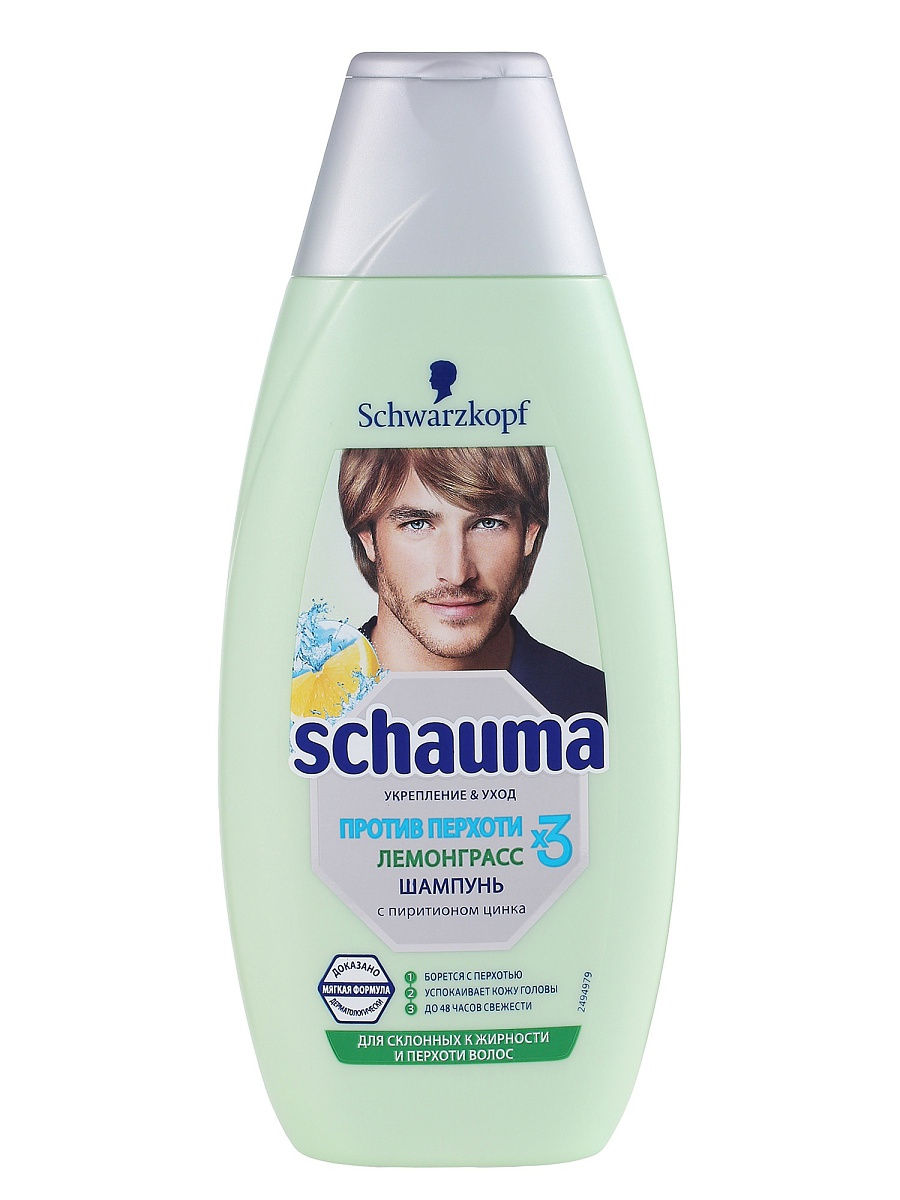 Schwarzkopf
schauma
УКРЕПЛЕНИЕ & УХОД
ПРОТИВ ПЕРХОТИ x3
ЛЕМОНГРАСС
ШАМПУНЬ
с пиритионом цинка
ДОКАЗАНО
МЯГКАЯ ФОРМУЛА
ДЕРМАТОЛОГИЧЕСКИ
1 БОРЕТСЯ С ПЕРХОТЬЮ
2 УСПОКАИВАЕТ КОЖУ ГОЛОВЫ
3 ДО 48 ЧАСОВ СВЕЖЕСТИ
2494979
ДЛЯ СКЛОННЫХ К ЖИРНОСТИ
И ПЕРХОТИ ВОЛОС